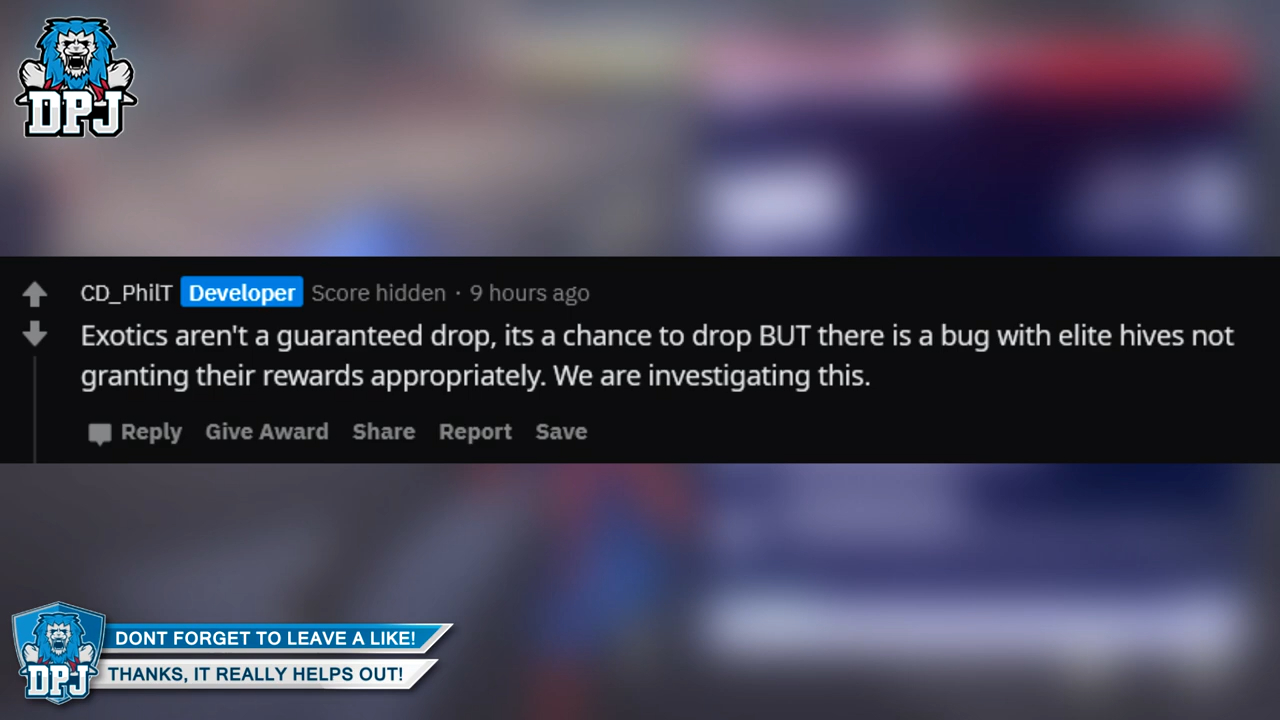 DPJ
CD_PhilT Developer Score hidden · 9 hours ago
Exotics aren't a guaranteed drop, its a chance to drop BUT there is a bug with elite hives not
granting their rewards appropriately. We are investigating this.
Reply Give Award Share Report Save
DONT FORGET TO LEAVE A LIKE!
THANKS, IT REALLY HELPS OUT!
DPJ